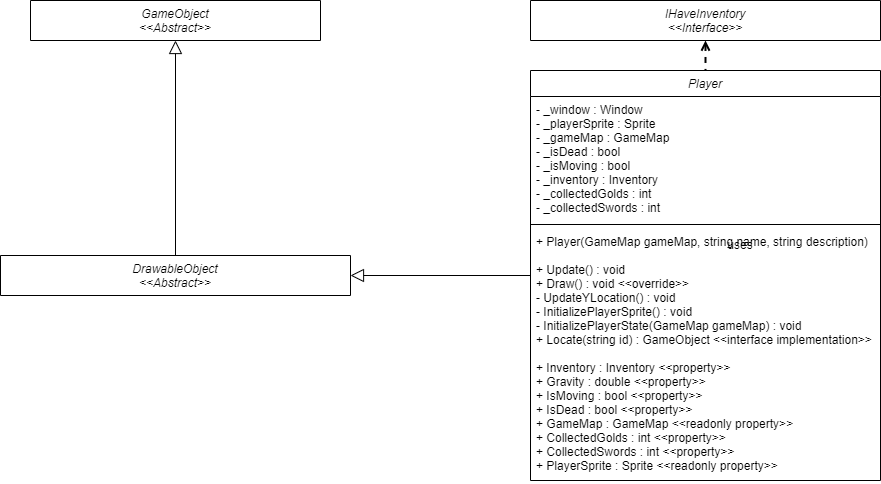 GameObject
<<Abstract>>
IHaveInventory
<<Interface>>
Player
- _window : Window
- _playerSprite : Sprite
- _gameMap : GameMap
- _isDead : bool
- _isMoving : bool
- _inventory : Inventory
- _collectedGolds : int
- _collectedSwords : int
+ Player(GameMap gameMap, string name, string description)
uses
+ Update() : void
+ Draw() : void <<override>>
- UpdateYLocation() : void
- InitializePlayerSprite() : void
- InitializePlayerState(GameMap gameMap) : void
+ Locate(string id) : GameObject <<interface implementation>>
+ Inventory : Inventory <<property>>
+ Gravity : double <<property>>
+ IsMoving : bool <<property>>
+ IsDead : bool <<property>>
+ GameMap : GameMap <<readonly property>>
+ CollectedGolds : int <<property>>
+ CollectedSwords : int <<property>>
+ PlayerSprite : Sprite <<readonly property>>
DrawableObject
<<Abstract>>